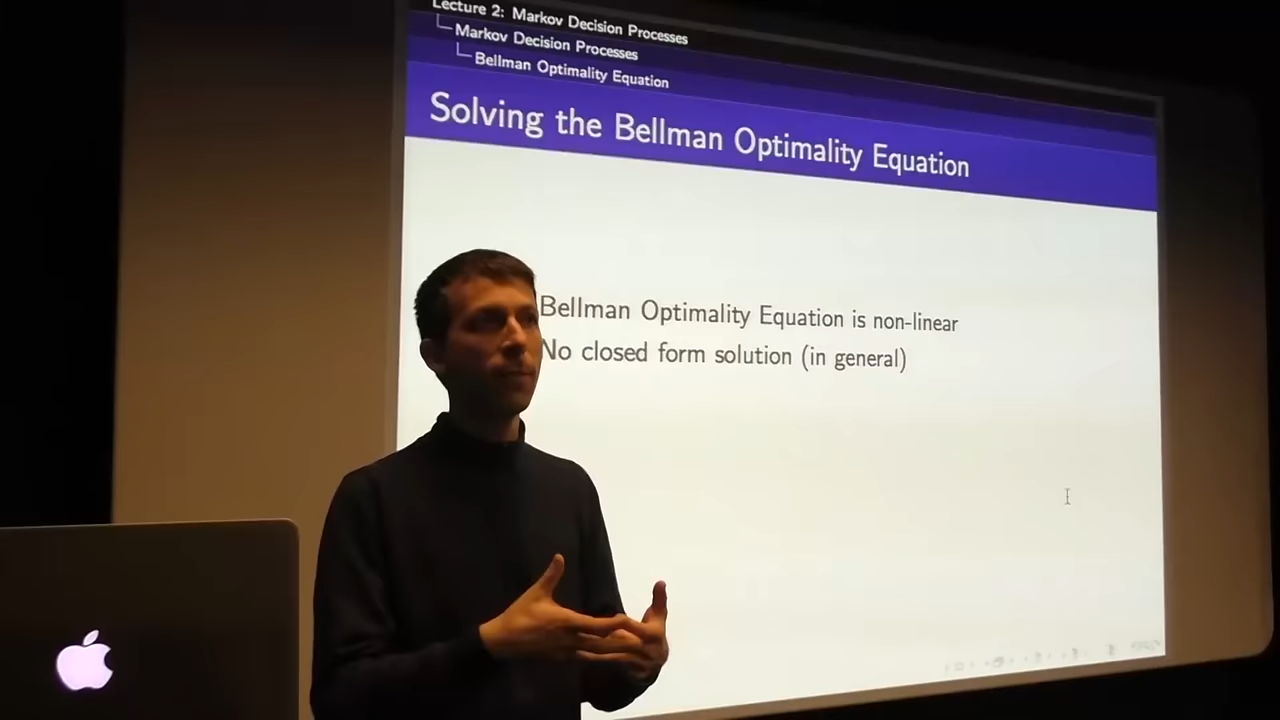 Lecture 2: Markov Decision Processes
Markov Decision Processes
Bellman Optimality Equation
Solving the Bellman Optimality Equation
Bellman Optimality Equation is non-linear
No closed form solution (in general)